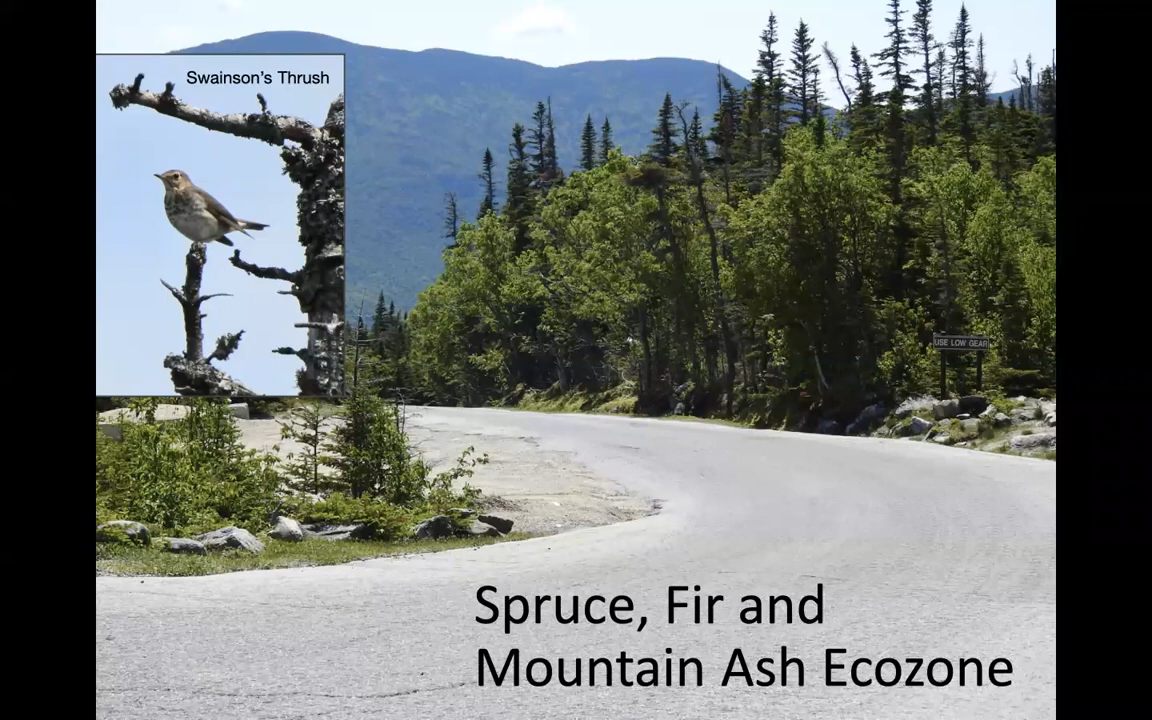 Swainson's Thrush
USE LOW GEAR
Spruce, Fir and
Mountain Ash Ecozone